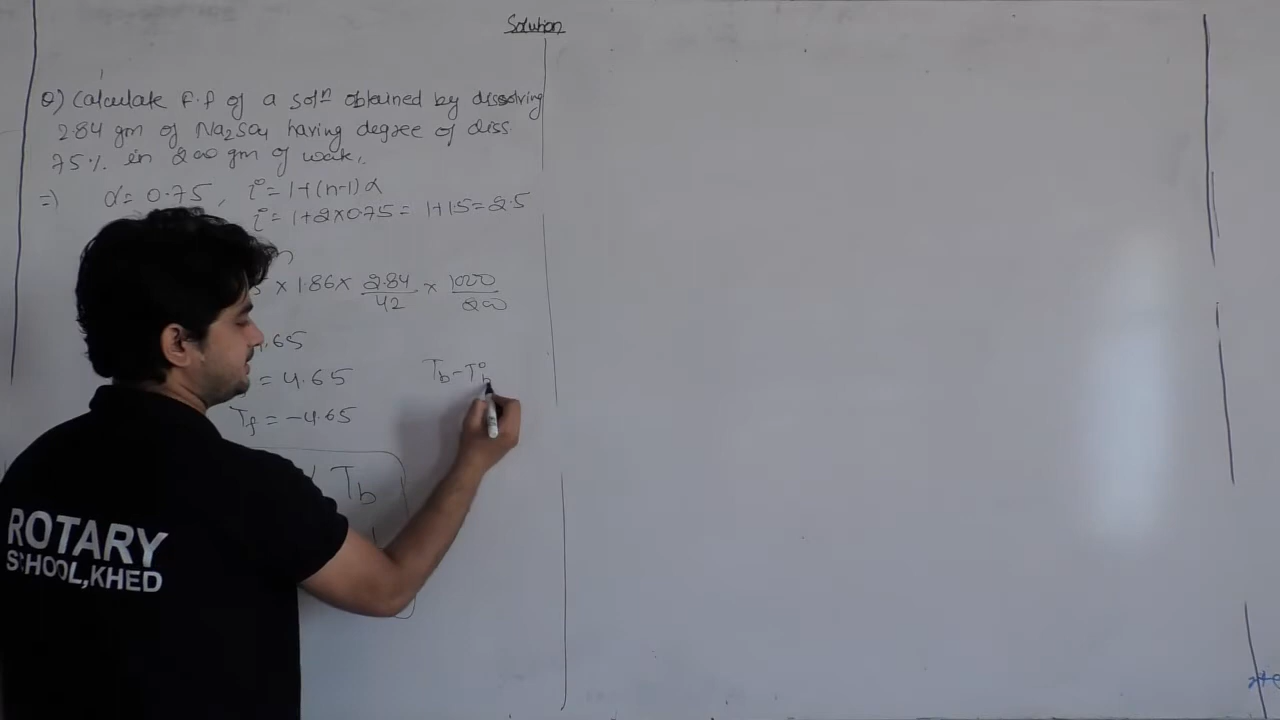 Solution
Q) Calculate F.P of a solⁿ obtained by dissolving
2.84 gm of Na2SO4 having degree of diss.
75%. in 200 gm of wate.
=) α= 0.75, i= 1+(n-1)α
i= 1+2×0.75= 1+1.5=2.5
× 1.86 × 2.84/42 × 1000/200
.65
= 4.65
Tb-T°b
Tf = -4.65
Tb
ROTARY
SCHOOL,KHED